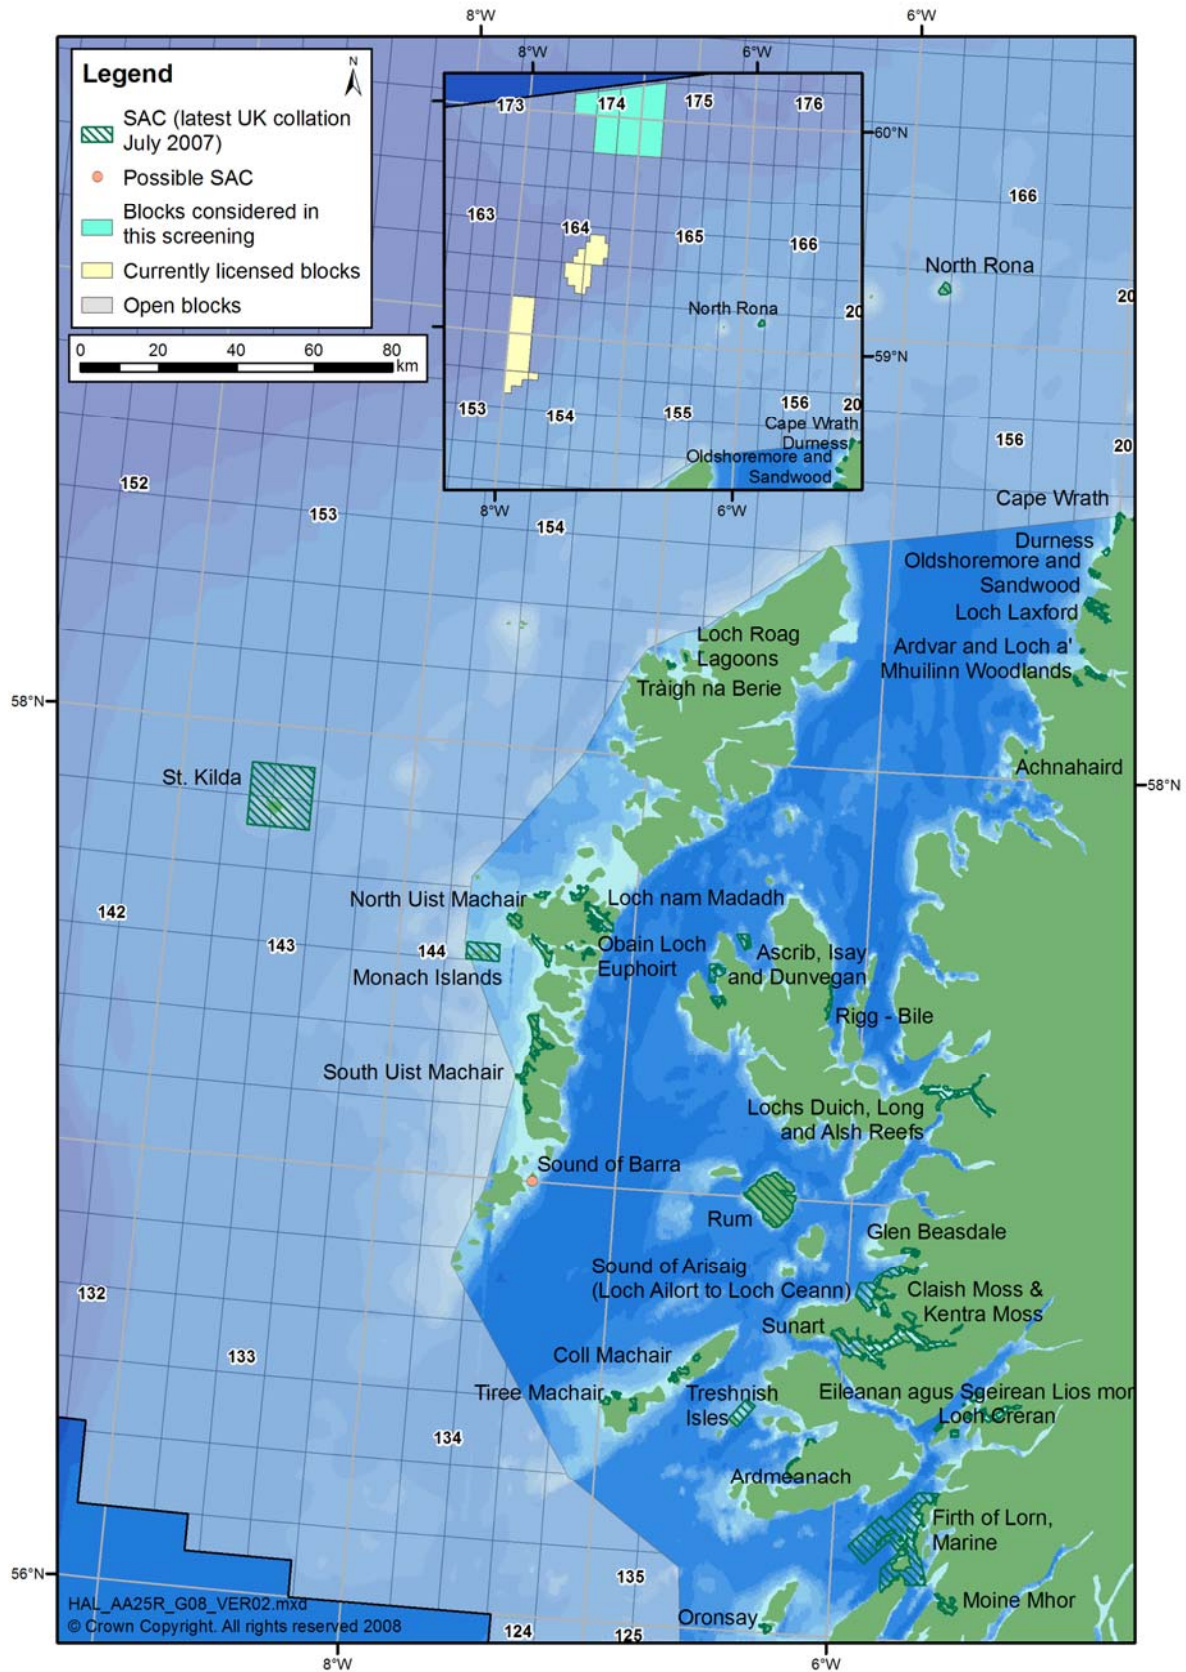 8°W
6°W
Legend
N
SAC (latest UK collation
July 2007)
Possible SAC
Blocks considered in
this screening
Currently licensed blocks
Open blocks
0 20 40 60 80
km
8°W
6°W
173
174
175
176
60°N
163
164
165
166
North Rona
20
59°N
153
154
155
156
20
Cape Wrath
Durness
Oldshoremore and
Sandwood
8°W
6°W
166
North Rona
20
156
20
152
153
154
Cape Wrath
Durness
Oldshoremore and
Sandwood
Loch Laxford
Ardvar and Loch a'
Mhuilinn Woodlands
Loch Roag
Lagoons
Tràigh na Berie
58°N
St. Kilda
Achnahaird
58°N
North Uist Machair
Loch nam Madadh
142
143
144
Monach Islands
Obain Loch
Euphoirt
Ascrib, Isay
and Dunvegan
Rigg - Bile
South Uist Machair
Lochs Duich, Long
and Alsh Reefs
Sound of Barra
Rum
Glen Beasdale
Sound of Arisaig
(Loch Ailort to Loch Ceann)
Claish Moss &
Kentra Moss
132
Sunart
133
Coll Machair
Tiree Machair
Treshnish
Isles
Eileanan agus Sgeirean Lios mor
Loch Creran
134
Ardmeanach
Firth of Lorn,
Marine
56°N
135
Moine Mhor
HAL_AA25R_G08_VER02.mxd
© Crown Copyright. All rights reserved 2008
Oronsay
124
125
8°W
6°W